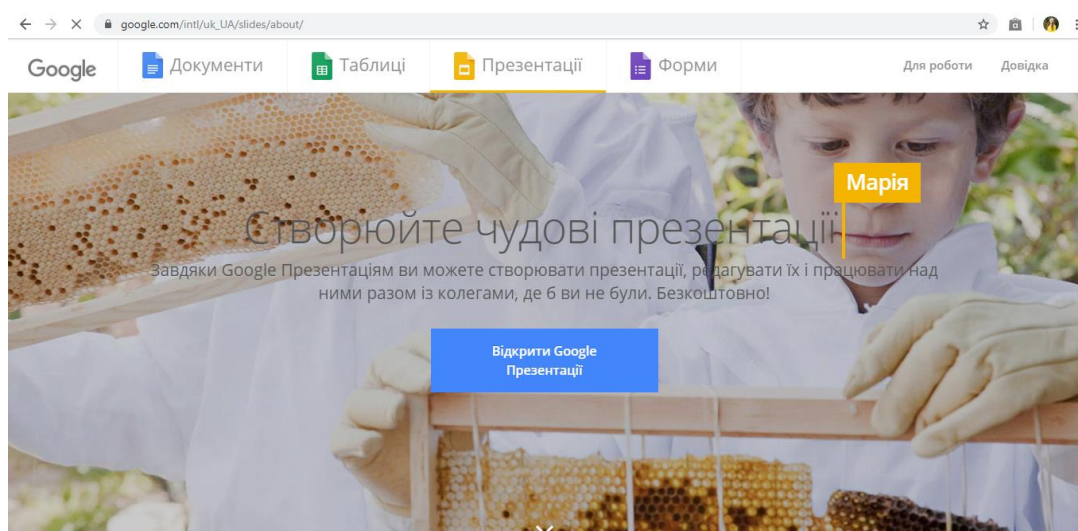 google.com/intl/uk_UA/slides/about/
Google
Документи
Таблиці
Презентації
Форми
Для роботи
Довідка
Марія
Створюйте чудові презентації
Завдяки Google Презентаціям ви можете створювати презентації, редагувати їх і працювати над
ними разом із колегами, де б ви не були. Безкоштовно!
Відкрити Google
Презентації